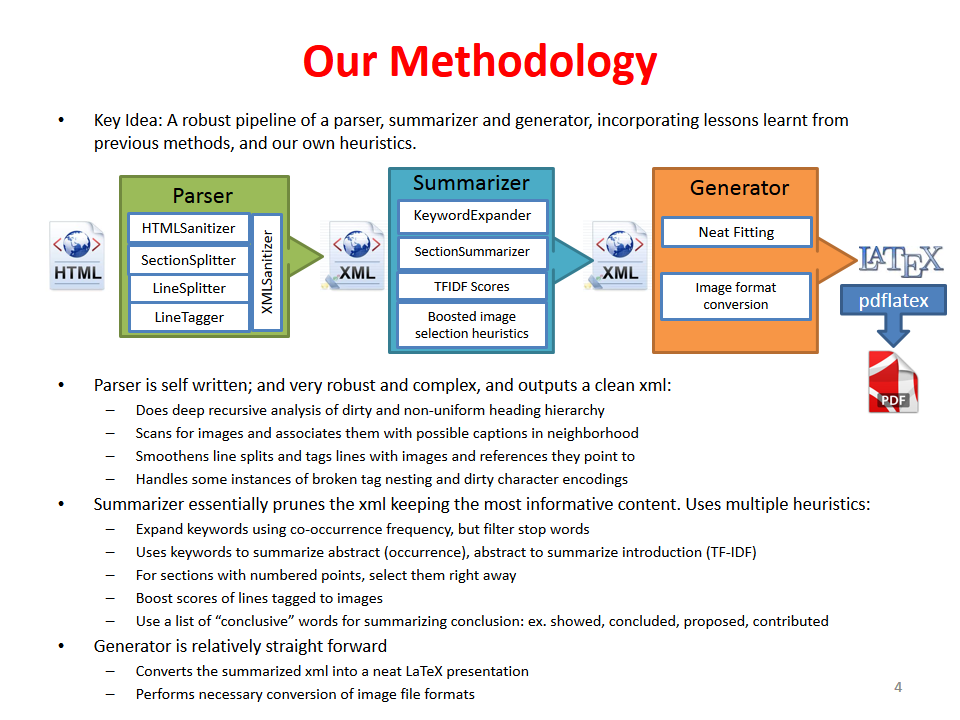 Our Methodology
• Key Idea: A robust pipeline of a parser, summarizer and generator, incorporating lessons learnt from
previous methods, and our own heuristics.
Parser
HTMLSanitizer
SectionSplitter
LineSplitter
LineTagger
XMLSanitizer
HTML
XML
Summarizer
KeywordExpander
SectionSummarizer
TFIDF Scores
Boosted image
selection heuristics
XML
Generator
Neat Fitting
Image format
conversion
LATEX
pdflatex
PDF
• Parser is self written; and very robust and complex, and outputs a clean xml:
– Does deep recursive analysis of dirty and non-uniform heading hierarchy
– Scans for images and associates them with possible captions in neighborhood
– Smoothens line splits and tags lines with images and references they point to
– Handles some instances of broken tag nesting and dirty character encodings
• Summarizer essentially prunes the xml keeping the most informative content. Uses multiple heuristics:
– Expand keywords using co-occurrence frequency, but filter stop words
– Uses keywords to summarize abstract (occurrence), abstract to summarize introduction (TF-IDF)
– For sections with numbered points, select them right away
– Boost scores of lines tagged to images
– Use a list of “conclusive” words for summarizing conclusion: ex. showed, concluded, proposed, contributed
• Generator is relatively straight forward
– Converts the summarized xml into a neat LaTeX presentation
– Performs necessary conversion of image file formats
4